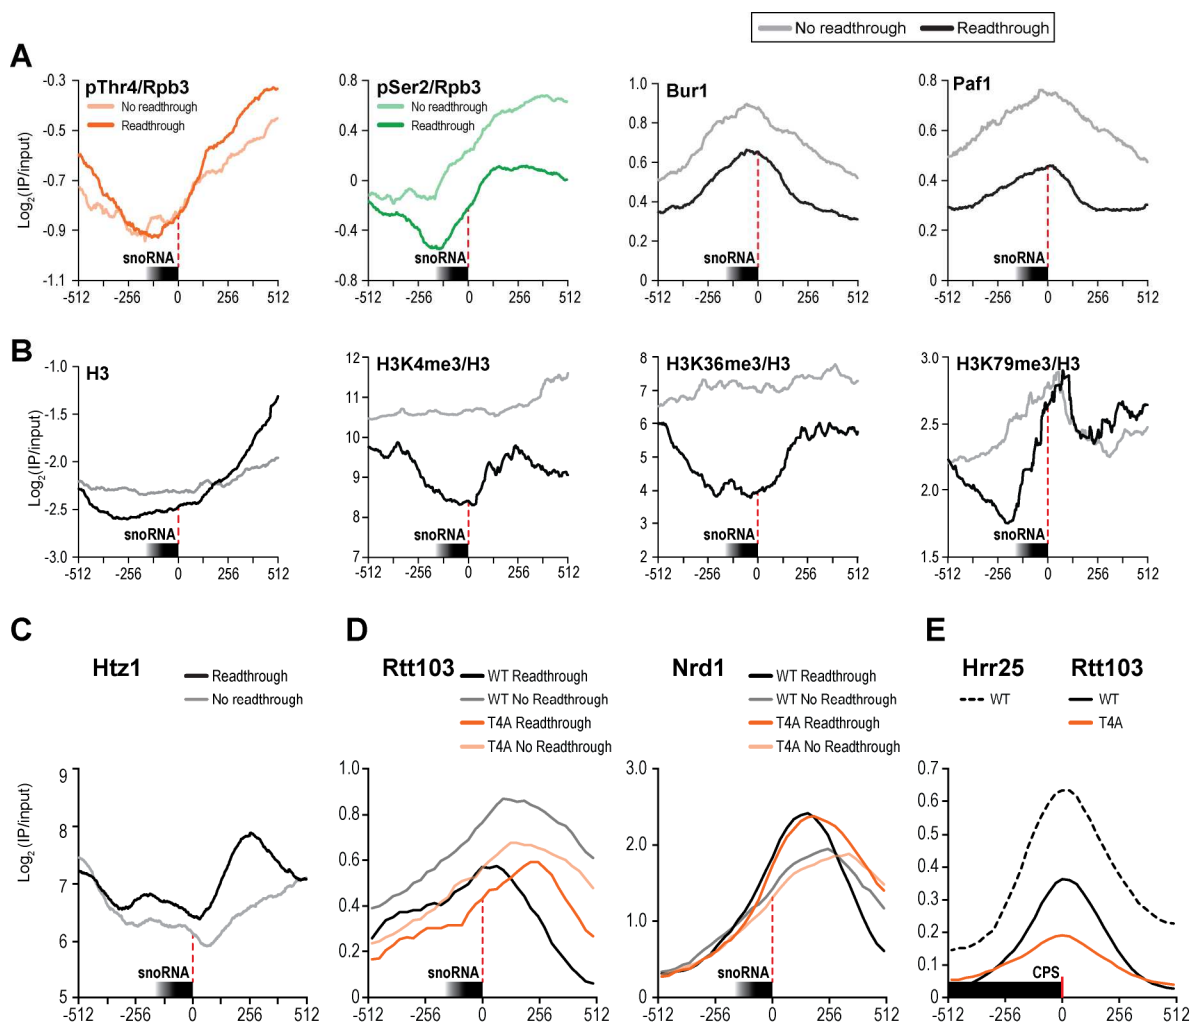 No readthrough Readthrough
A
pThr4/Rpb3
No readthrough
Readthrough
Log2(IP/input)
-0.3
-0.5
-0.7
-0.9
-1.1
snoRNA
-512 -256 0 256 512
pSer2/Rpb3
No readthrough
Readthrough
0.8
0.4
0
-0.4
-0.8
snoRNA
-512 -256 0 256 512
Bur1
1.0
0.8
0.6
0.4
0.2
0
snoRNA
-512 -256 0 256 512
Paf1
0.8
0.6
0.4
0.2
0
snoRNA
-512 -256 0 256 512
B
H3
Log2(IP/input)
-1.0
-1.5
-2.0
-2.5
-3.0
snoRNA
-512 -256 0 256 512
H3K4me3/H3
12
11
10
9
8
7
snoRNA
-512 -256 0 256 512
H3K36me3/H3
8
7
6
5
4
3
2
snoRNA
-512 -256 0 256 512
H3K79me3/H3
3.0
2.5
2.0
1.5
snoRNA
-512 -256 0 256 512
C
Htz1
Readthrough
No readthrough
Log2 (IP/input)
9
8
7
6
5
snoRNA
-512 -256 0 256 512
D
Rtt103
WT Readthrough
WT No Readthrough
T4A Readthrough
T4A No Readthrough
1.0
0.8
0.6
0.4
0.2
0
snoRNA
-512 -256 0 256 512
Nrd1
WT Readthrough
WT No Readthrough
T4A Readthrough
T4A No Readthrough
3.0
2.0
1.0
0
snoRNA
-512 -256 0 256 512
E
Hrr25 Rtt103
WT WT
T4A
0.7
0.6
0.5
0.4
0.3
0.2
0.1
0
CPS
-512 -256 0 256 512